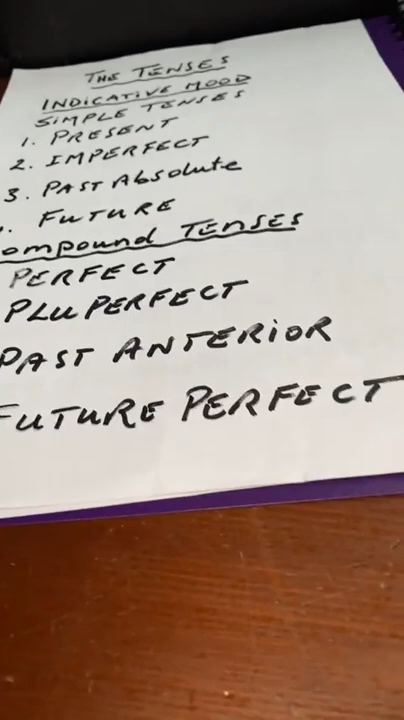 THE TENSES
INDICATIVE MOOD
SIMPLE TENSES
1. PRESENT
2. IMPERFECT
3. PAST Absolute
. FUTURE
ompound TENSES
PERFECT
PLUPERFECT
PAST ANTERIOR
FUTURE PERFECT